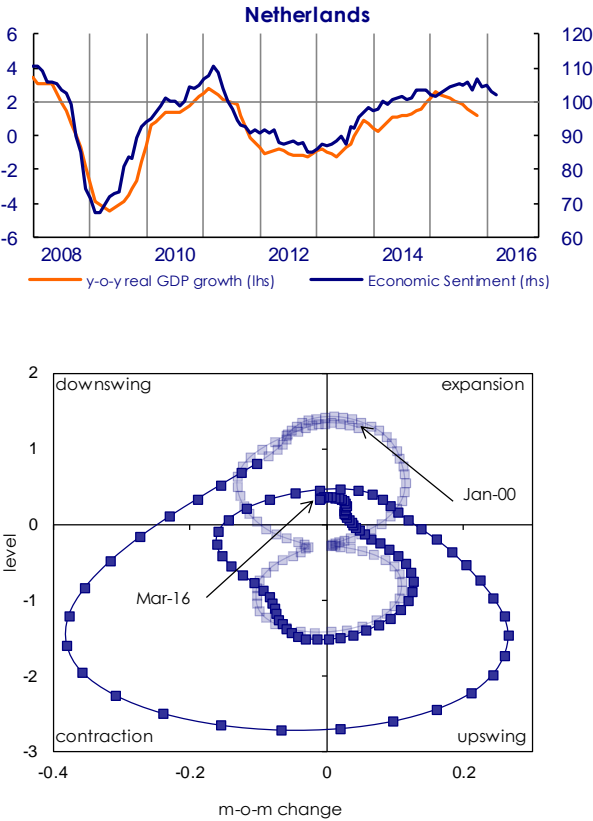 Netherlands
6
4
2
0
-2
-4
-6
120
110
100
90
80
70
60
2008 2010 2012 2014 2016
y-o-y real GDP growth (lhs) Economic Sentiment (rhs)
2
1
0
-1
-2
-3
level
downswing expansion
Jan-00
Mar-16
contraction upswing
-0.4 -0.2 0 0.2
m-o-m change